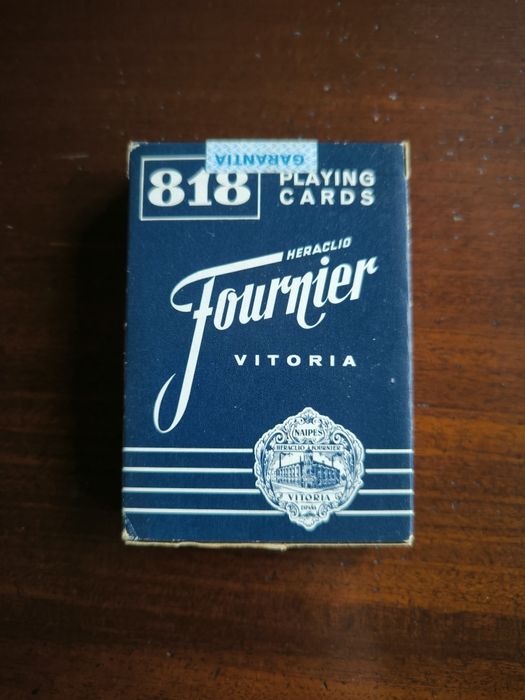 GARANTIA
818
PLAYING
CARDS
HERACLIO
Fournier
VITORIA
NAIPES
HERACLIO FOURNIER
VITORIA
ESPAÑA